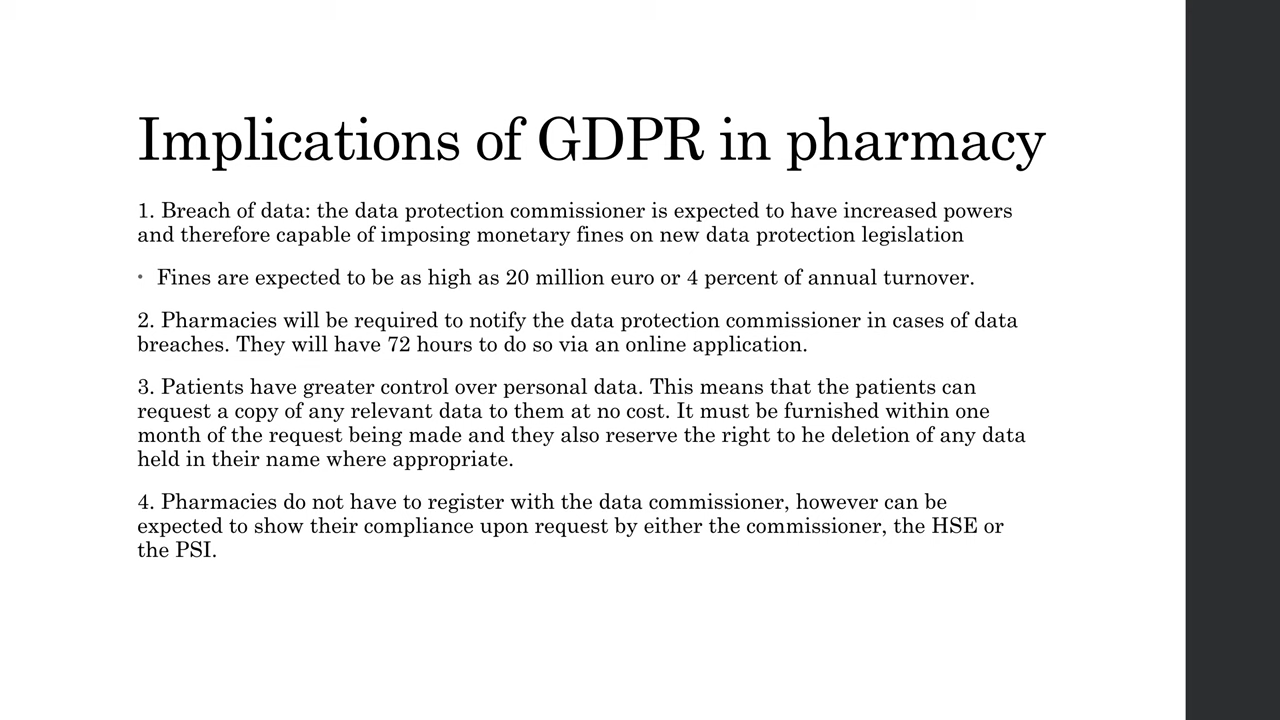 Implications of GDPR in pharmacy
1. Breach of data: the data protection commissioner is expected to have increased powers
and therefore capable of imposing monetary fines on new data protection legislation
• Fines are expected to be as high as 20 million euro or 4 percent of annual turnover.
2. Pharmacies will be required to notify the data protection commissioner in cases of data
breaches. They will have 72 hours to do so via an online application.
3. Patients have greater control over personal data. This means that the patients can
request a copy of any relevant data to them at no cost. It must be furnished within one
month of the request being made and they also reserve the right to he deletion of any data
held in their name where appropriate.
4. Pharmacies do not have to register with the data commissioner, however can be
expected to show their compliance upon request by either the commissioner, the HSE or
the PSI.